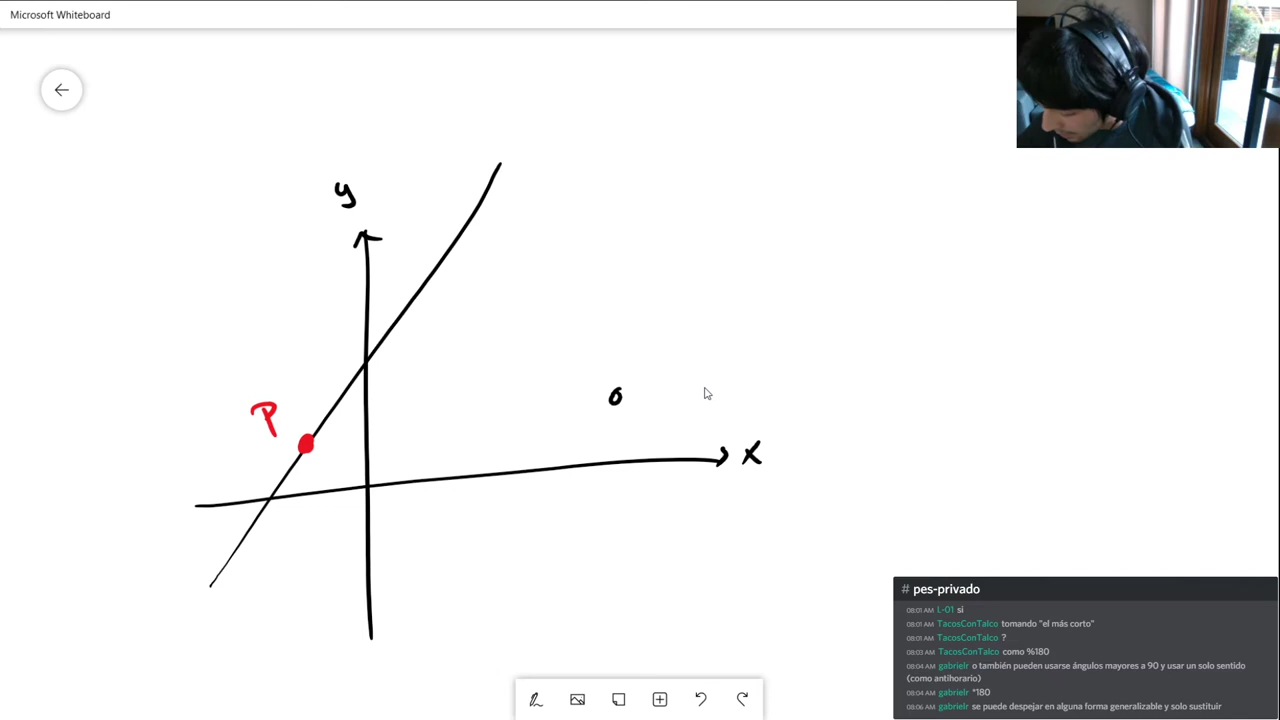 Microsoft Whiteboard
y
P
o
x
# pes-privado
08:01 AM L-01 si
08:01 AM TacosConTalco tomando "el más corto"
08:01 AM TacosConTalco ?
08:03 AM TacosConTalco como %180
08:04 AM gabrielr o también pueden usarse ángulos mayores a 90 y usar un solo sentido
(como antihorario)
08:04 AM gabrielr *180
08:06 AM gabrielr se puede despejar en alguna forma generalizable y solo sustituir